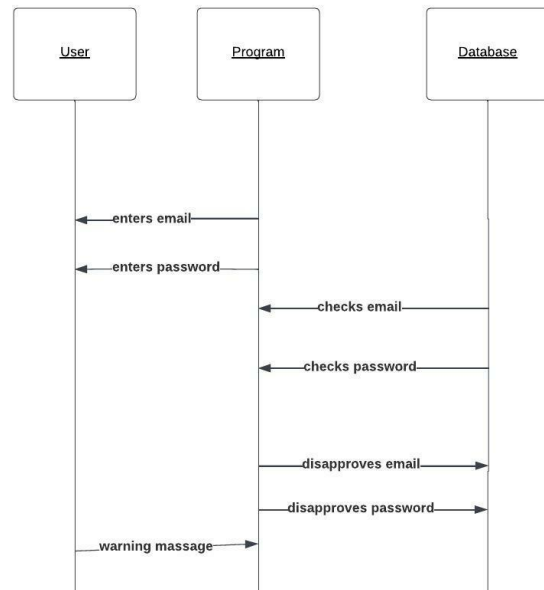 User
Program
Database
enters email
enters password
checks email
checks password
disapproves email
disapproves password
warning massage